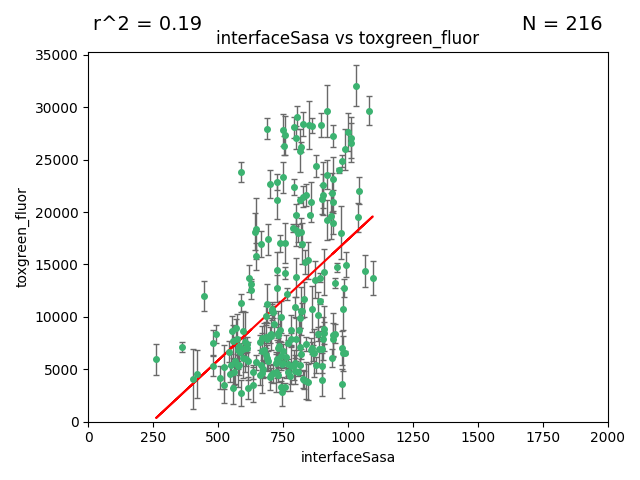 r^2 = 0.19
N = 216
interfaceSasa vs toxgreen_fluor
35000
30000
25000
20000
15000
10000
5000
0
toxgreen_fluor
0 250 500 750 1000 1250 1500 1750 2000
interfaceSasa